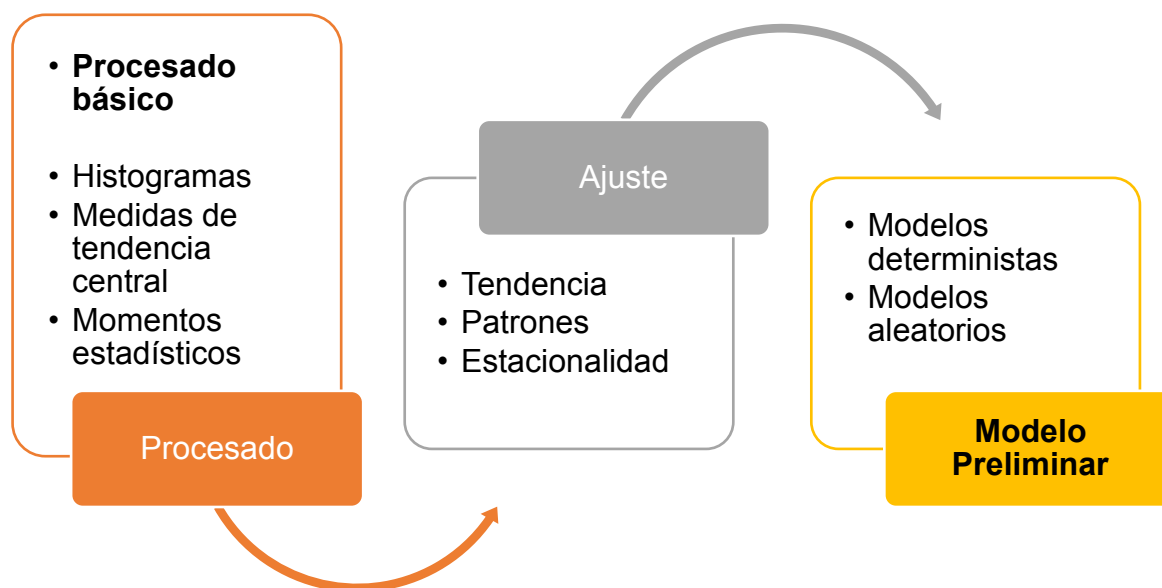 • Procesado
básico
• Histogramas
• Medidas de
tendencia
central
• Momentos
estadísticos
Procesado
Ajuste
• Tendencia
• Patrones
• Estacionalidad
• Modelos
deterministas
• Modelos
aleatorios
Modelo
Preliminar